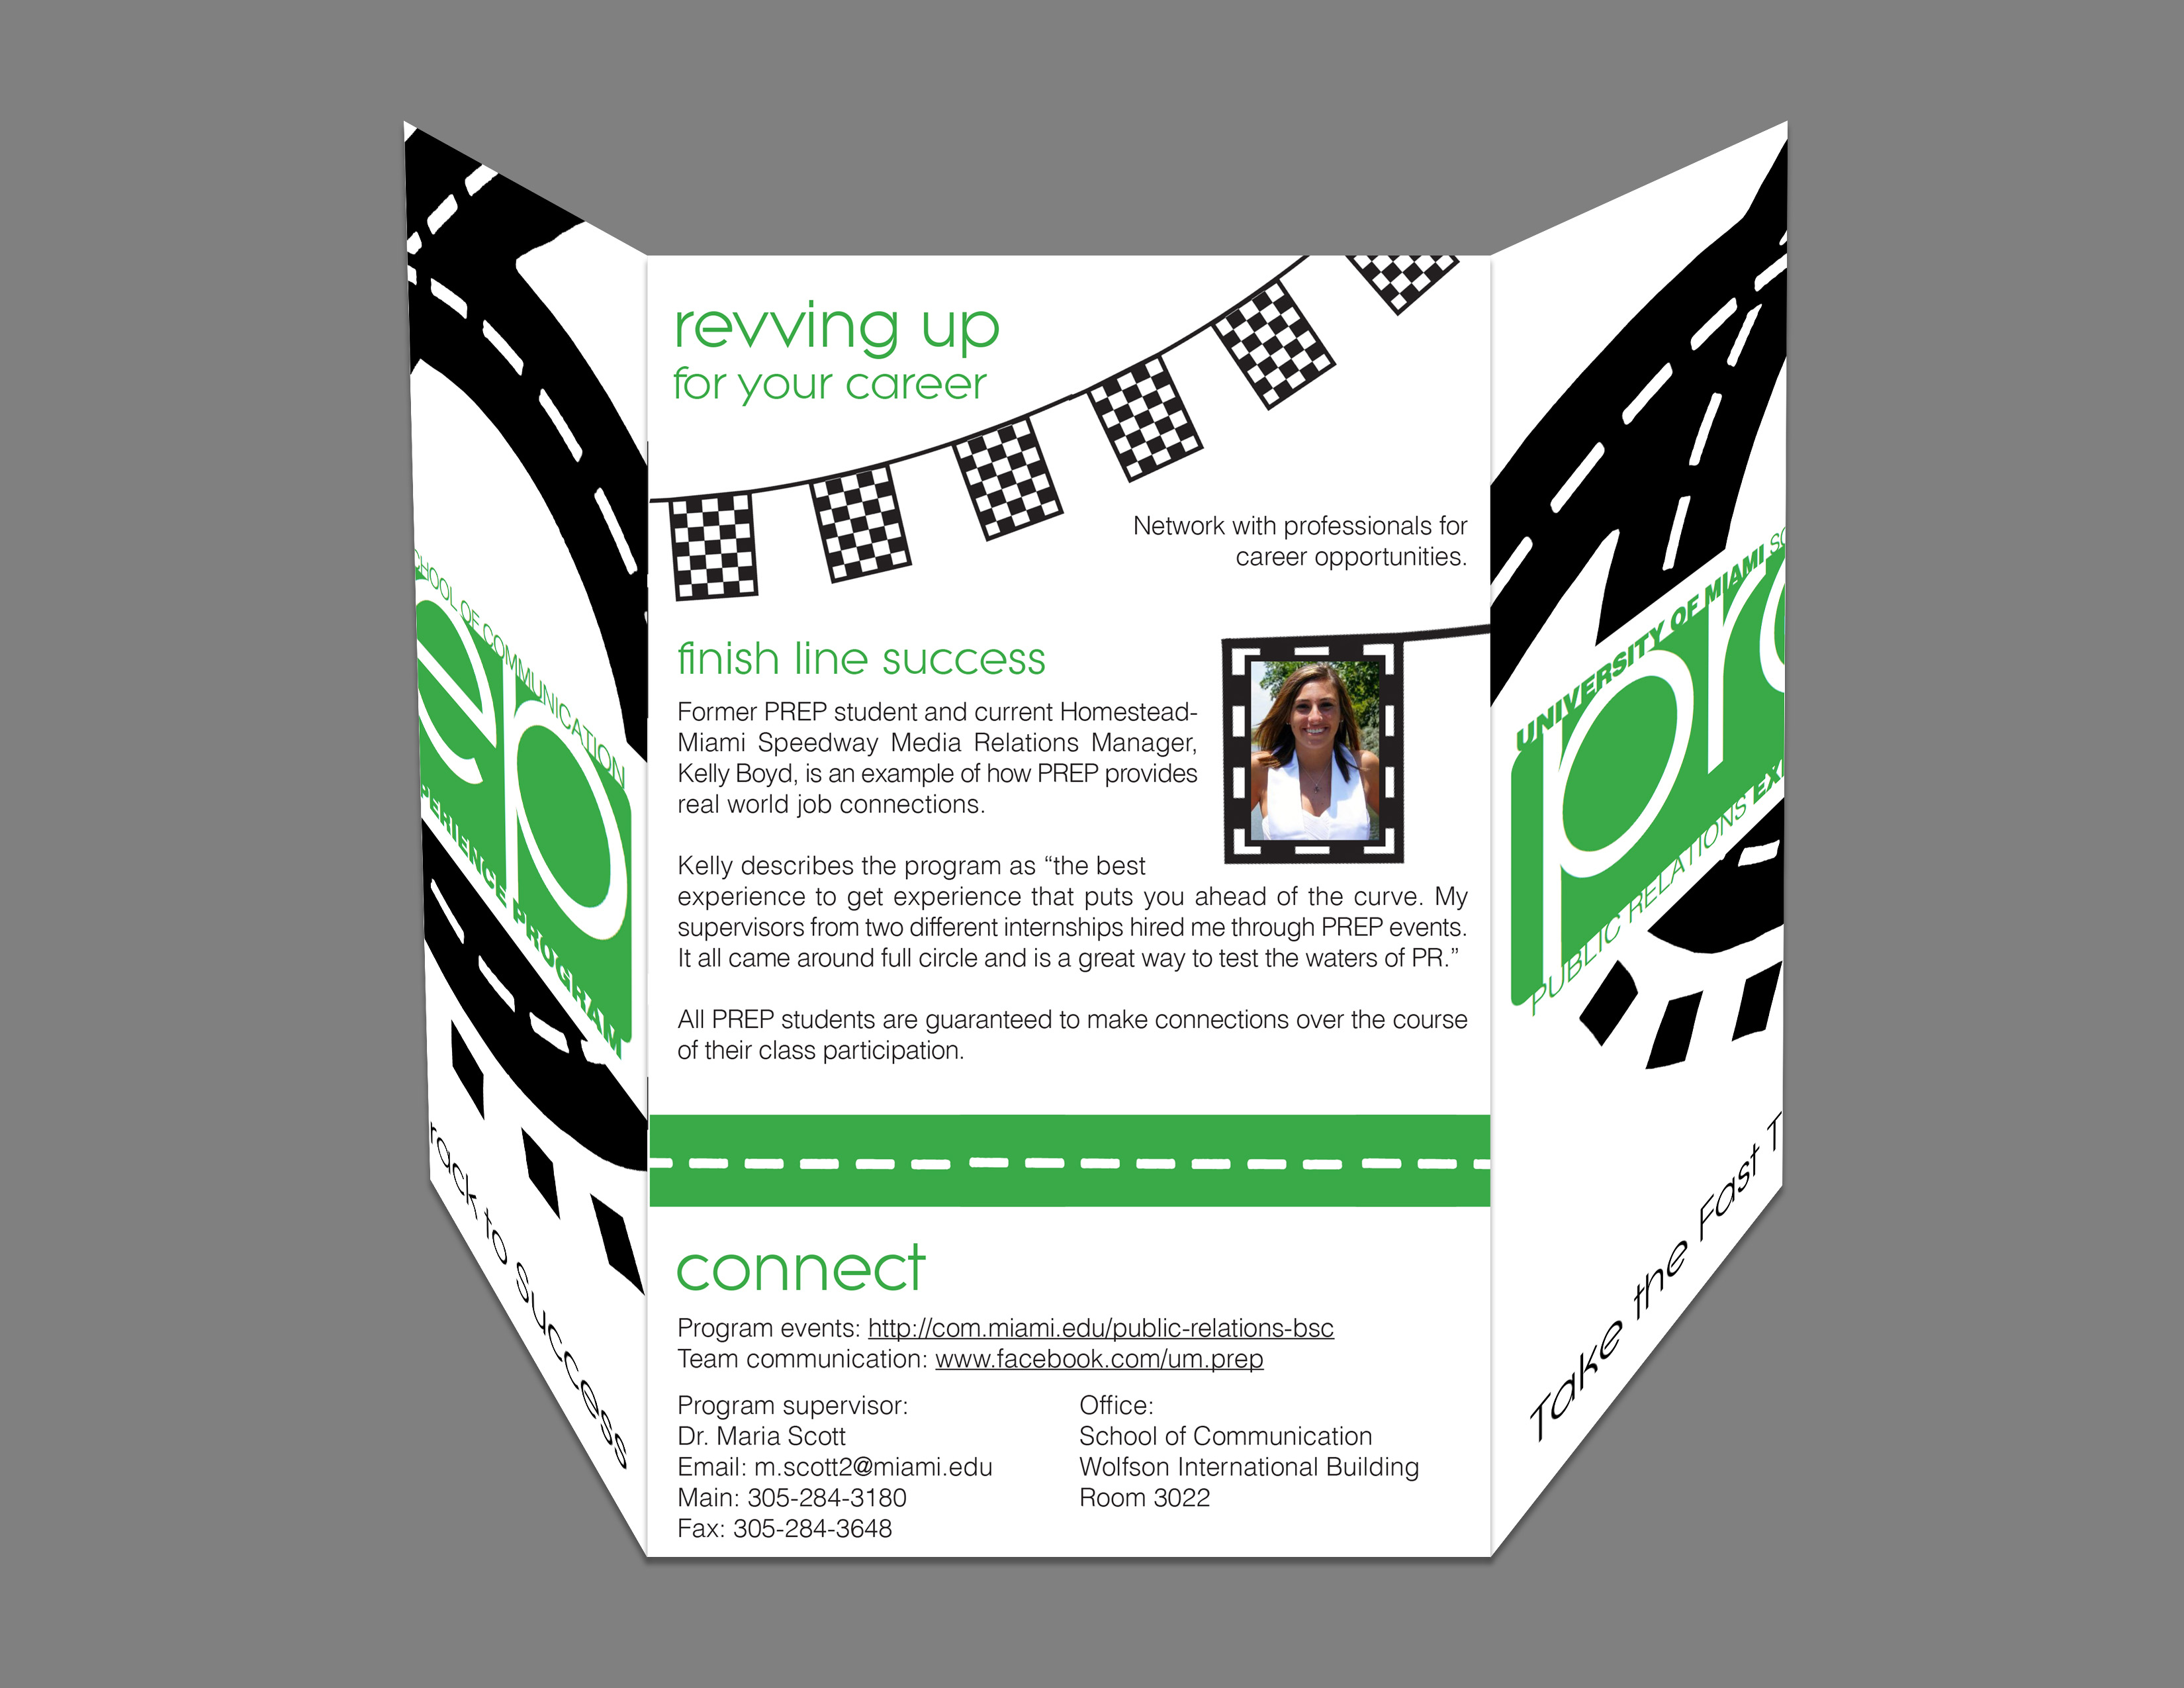 CHOOL OF COMMUNICATION
ep
PERIENCE PROGRAM
rack to Success
revving up
for your career
Network with professionals for
career opportunities.
finish line success
Former PREP student and current Homestead-
Miami Speedway Media Relations Manager,
Kelly Boyd, is an example of how PREP provides
real world job connections.
Kelly describes the program as “the best
experience to get experience that puts you ahead of the curve. My
supervisors from two different internships hired me through PREP events.
It all came around full circle and is a great way to test the waters of PR.”
All PREP students are guaranteed to make connections over the course
of their class participation.
connect
Program events: http://com.miami.edu/public-relations-bsc
Team communication: www.facebook.com/um.prep
Program supervisor:
Dr. Maria Scott
Email: m.scott2@miami.edu
Main: 305-284-3180
Fax: 305-284-3648
Office:
School of Communication
Wolfson International Building
Room 3022
UNIVERSITY OF MIAMI SC
pre
PUBLIC RELATIONS EX
Take the Fast T